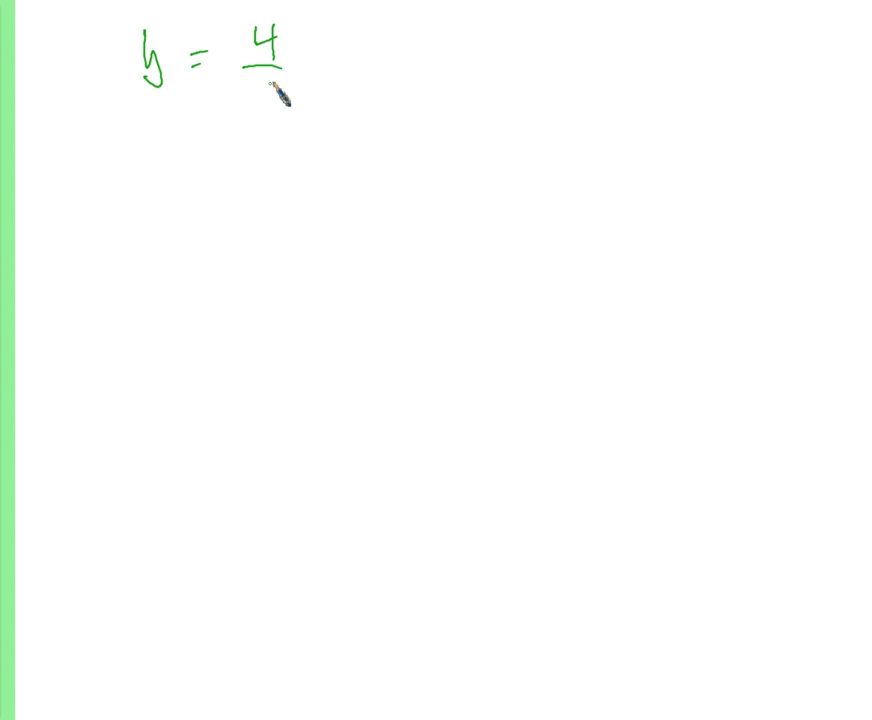 y = 4/